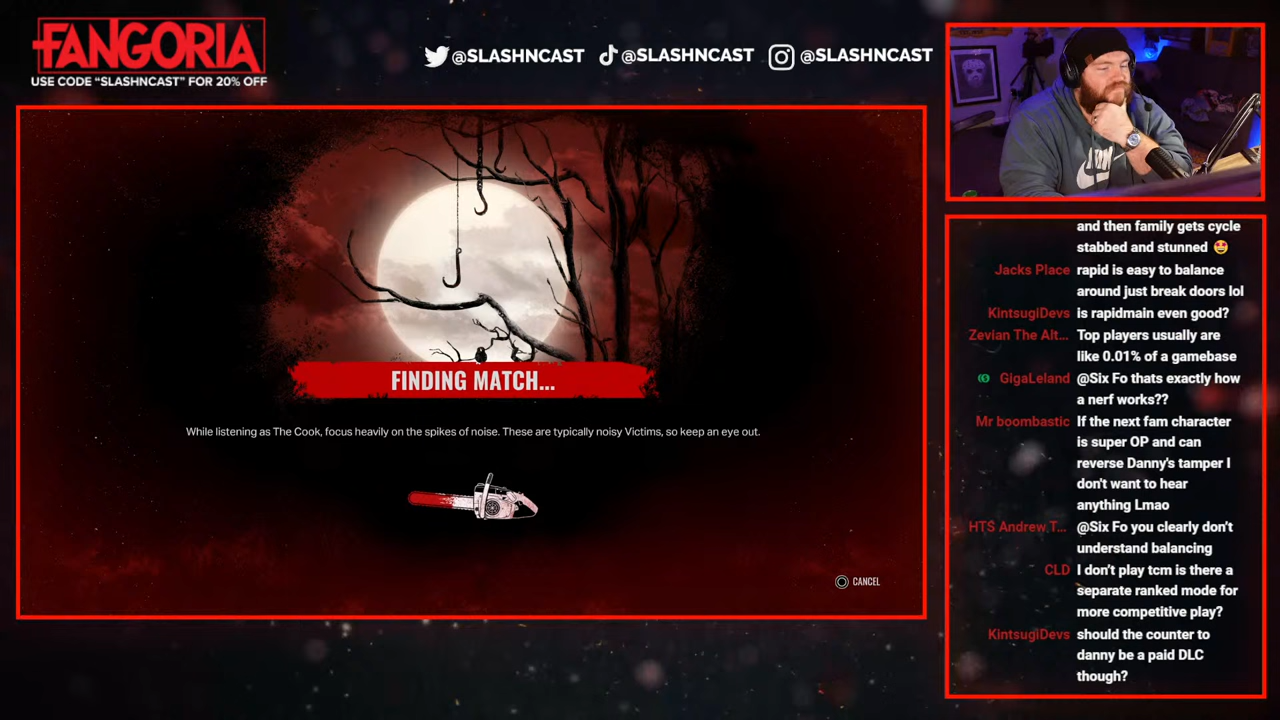 FANGORIA
USE CODE "SLASHNCAST" FOR 20% OFF
@SLASHNCAST @SLASHNCAST @SLASHNCAST
FINDING MATCH...
While listening as The Cook, focus heavily on the spikes of noise. These are typically noisy Victims, so keep an eye out.
CANCEL
and then family gets cycle
stabbed and stunned 🤩
Jacks Place rapid is easy to balance
around just break doors lol
KintsugiDevs is rapidmain even good?
Zevian The Alt... Top players usually are
like 0.01% of a gamebase
GigaLeland @Six Fo thats exactly how
a nerf works??
Mr boombastic If the next fam character
is super OP and can
reverse Danny's tamper I
don't want to hear
anything Lmao
HTS Andrew T... @Six Fo you clearly don't
understand balancing
CLD I don't play tcm is there a
separate ranked mode for
more competitive play?
KintsugiDevs should the counter to
danny be a paid DLC
though?